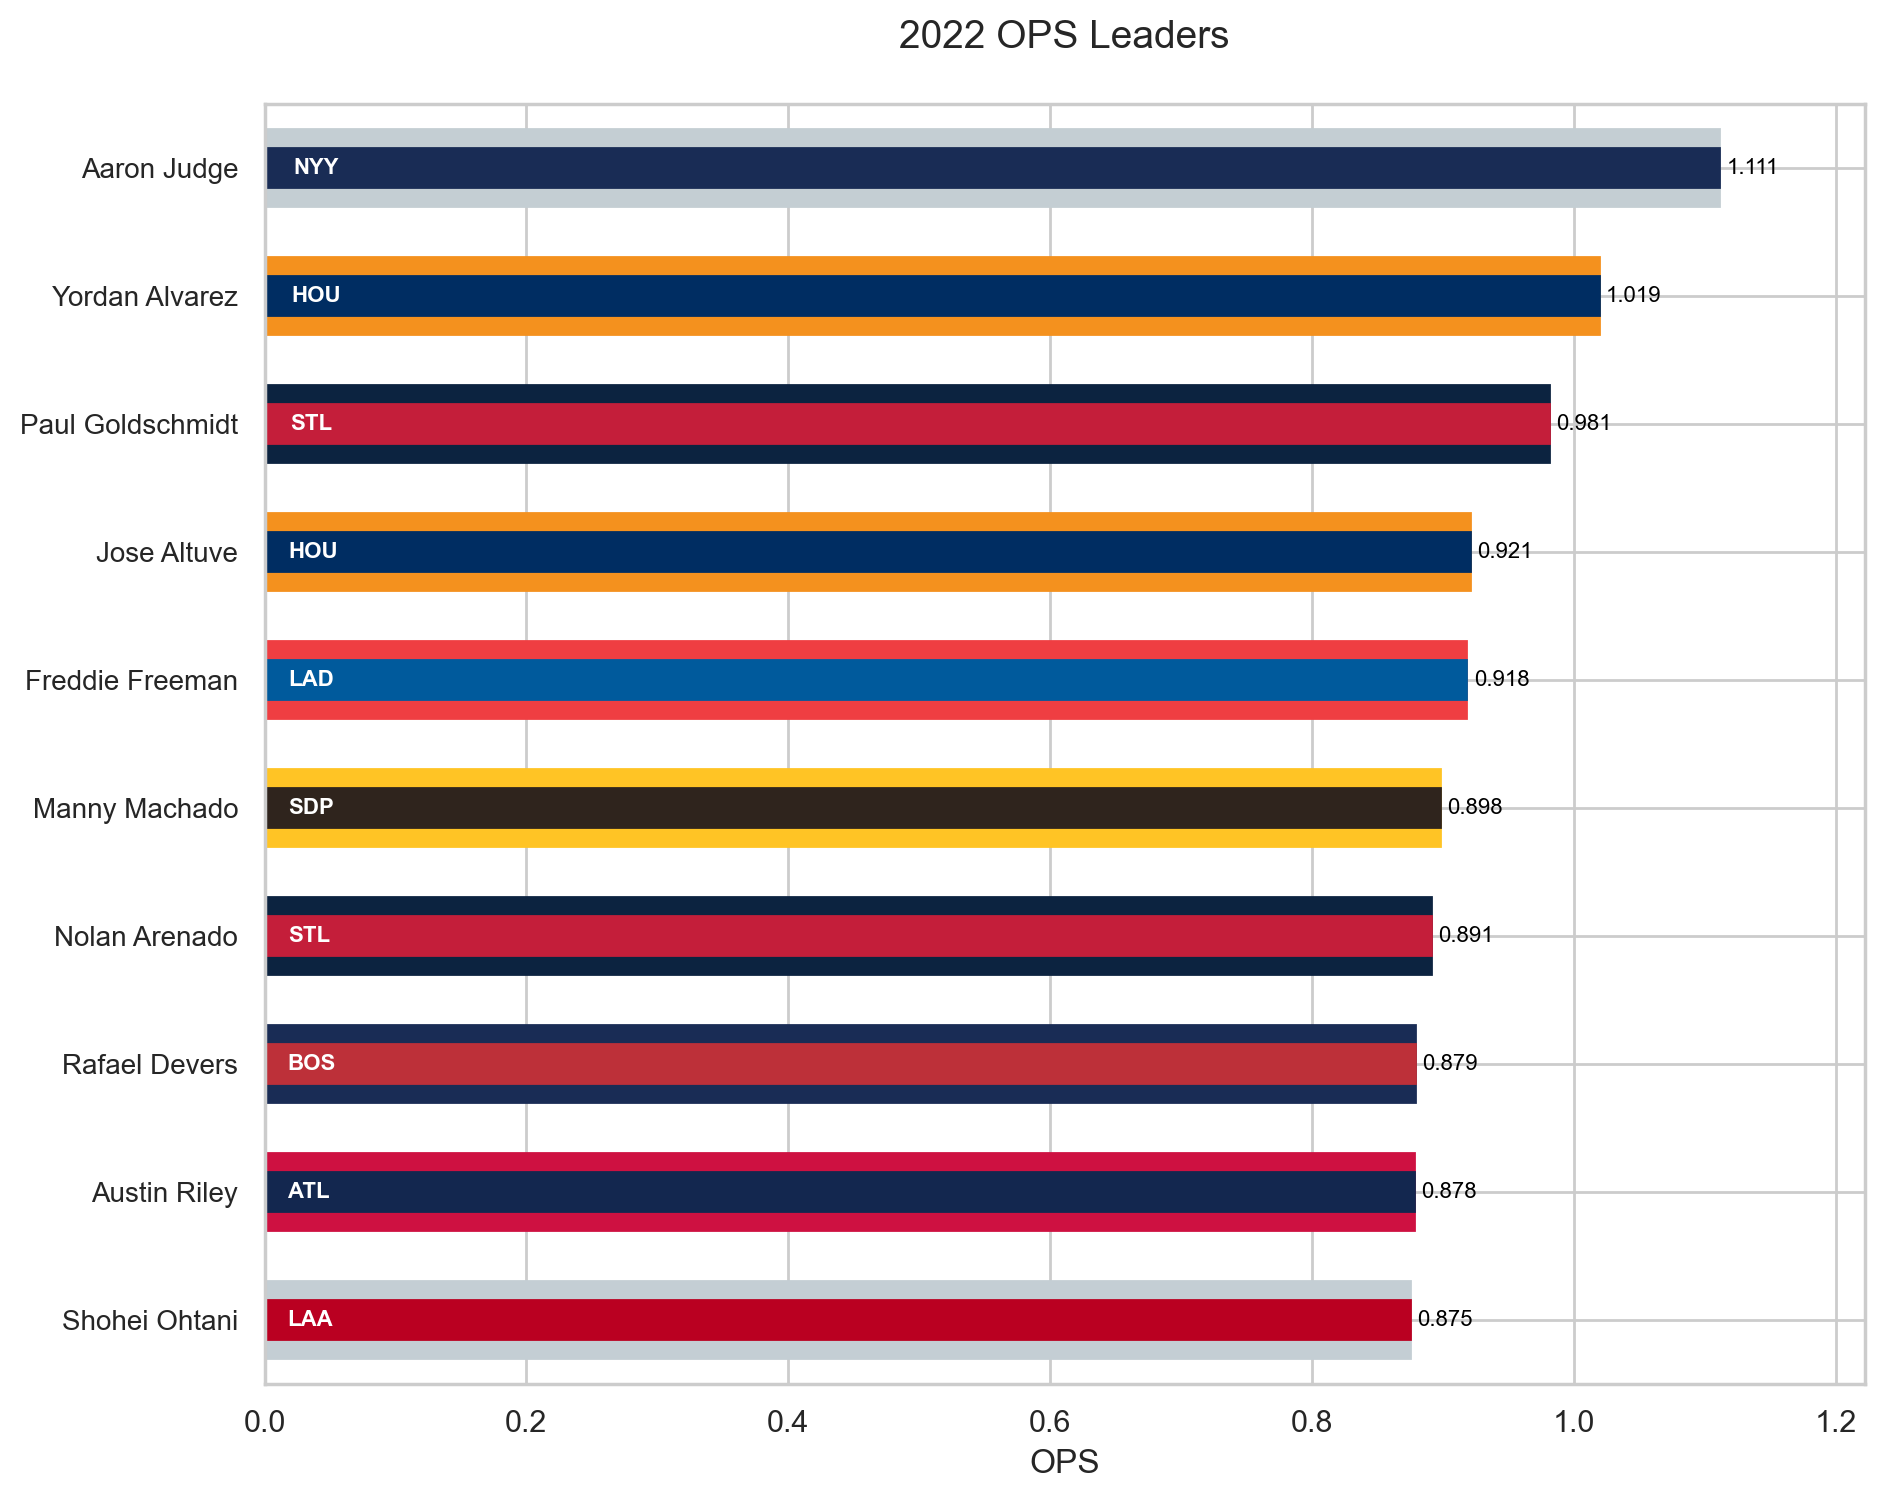 2022 OPS Leaders
Aaron Judge NYY 1.111
Yordan Alvarez HOU 1.019
Paul Goldschmidt STL 0.981
Jose Altuve HOU 0.921
Freddie Freeman LAD 0.918
Manny Machado SDP 0.898
Nolan Arenado STL 0.891
Rafael Devers BOS 0.879
Austin Riley ATL 0.878
Shohei Ohtani LAA 0.875
0.0 0.2 0.4 0.6 0.8 1.0 1.2
OPS